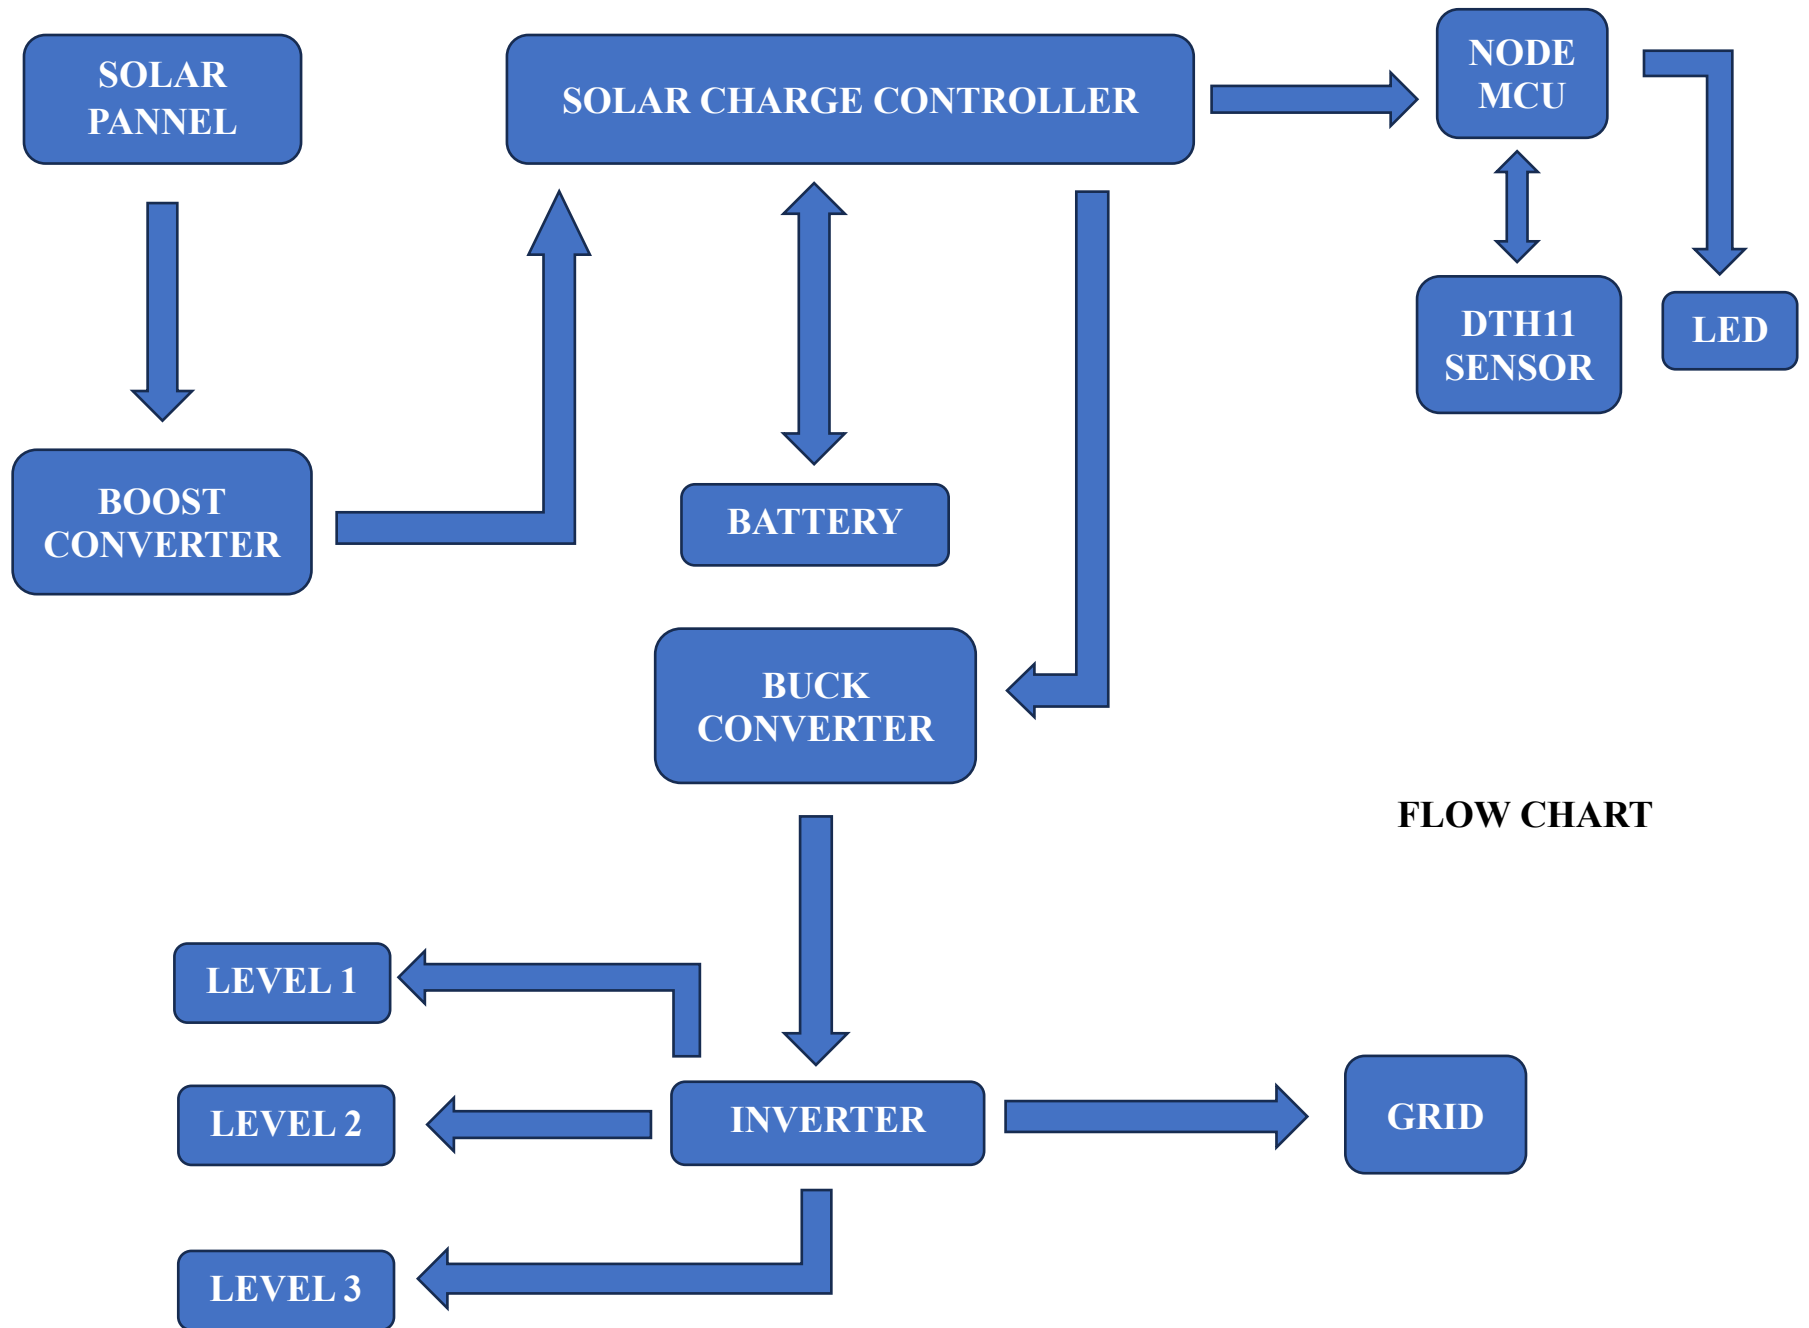 SOLAR
PANNEL
SOLAR CHARGE CONTROLLER
NODE
MCU
DTH11
SENSOR
LED
BOOST
CONVERTER
BATTERY
BUCK
CONVERTER
FLOW CHART
LEVEL 1
LEVEL 2
INVERTER
GRID
LEVEL 3